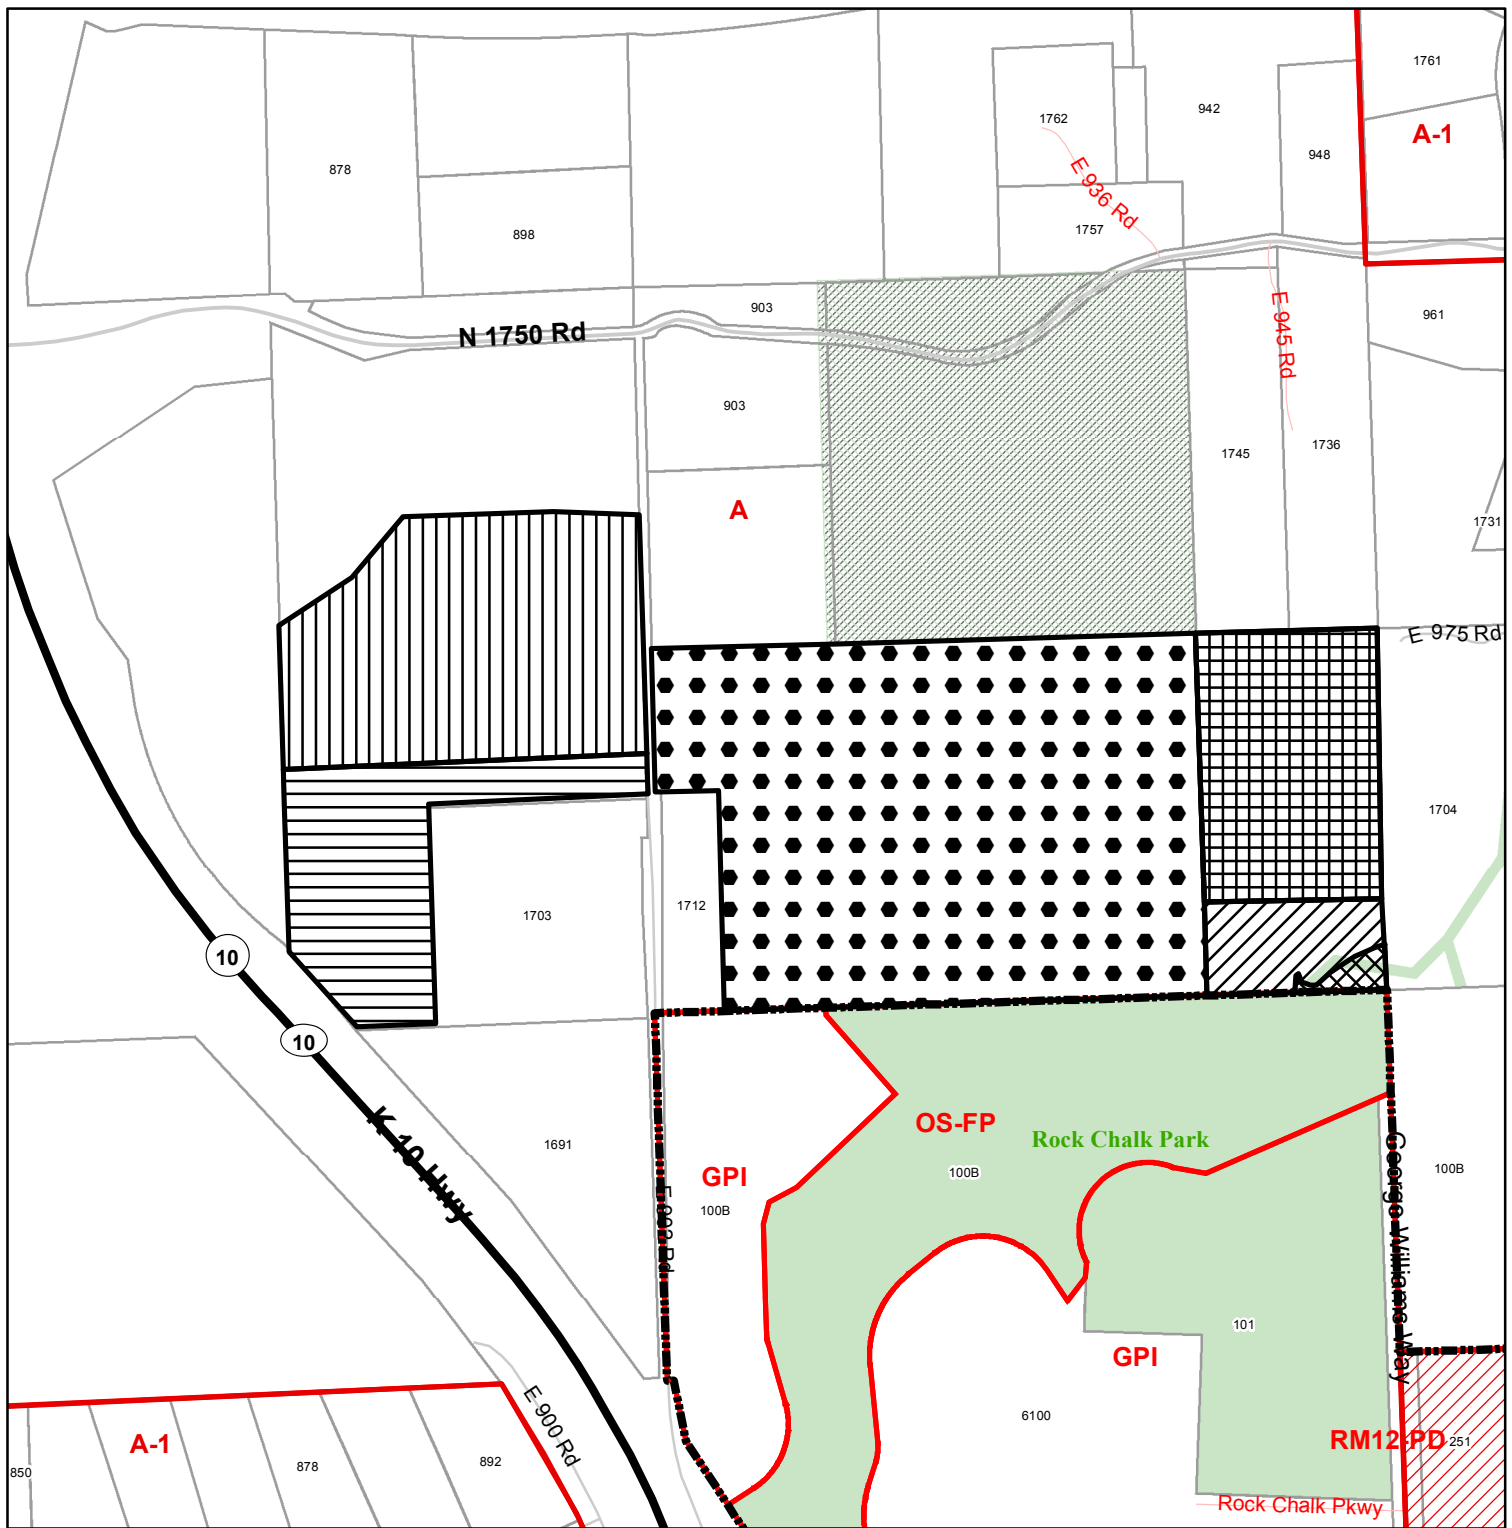 1761
A-1
942
1762
948
878
E 936 Rd
898
1757
903
961
E 945 Rd
N 1750 Rd
903
1745
1736
A
1731
E 975 Rd
1704
1703
1712
10
10
K 10 Hwy
1691
OS-FP
Rock Chalk Park
100B
GPI
100B
E 902 Rd
George Williams Way
100B
101
GPI
6100
E 900 Rd
A-1
RM12-PD
251
850
878
892
Rock Chalk Pkwy